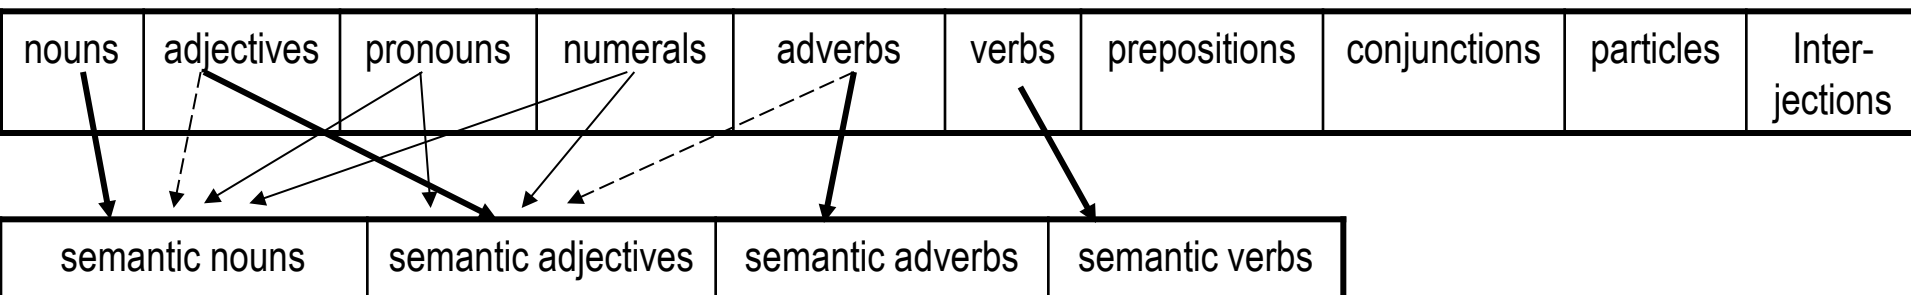 nouns adjectives pronouns numerals adverbs verbs prepositions conjunctions particles Inter-
jections
semantic nouns semantic adjectives semantic adverbs semantic verbs